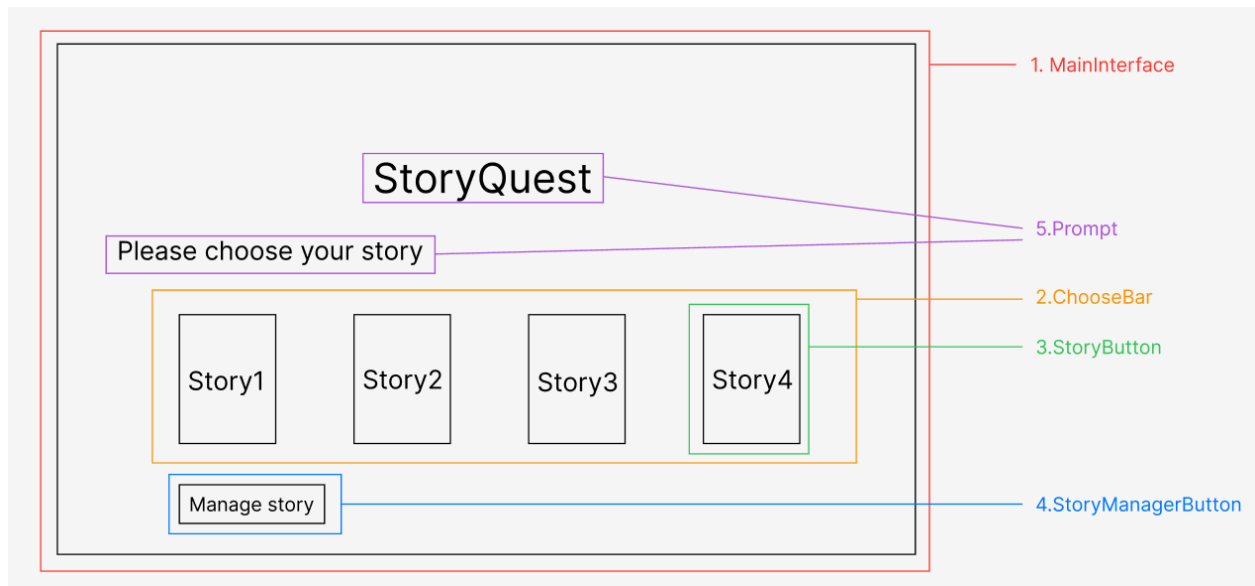 1. MainInterface
StoryQuest
5.Prompt
Please choose your story
2.ChooseBar
3.StoryButton
Story1 Story2 Story3 Story4
Manage story
4.StoryManagerButton